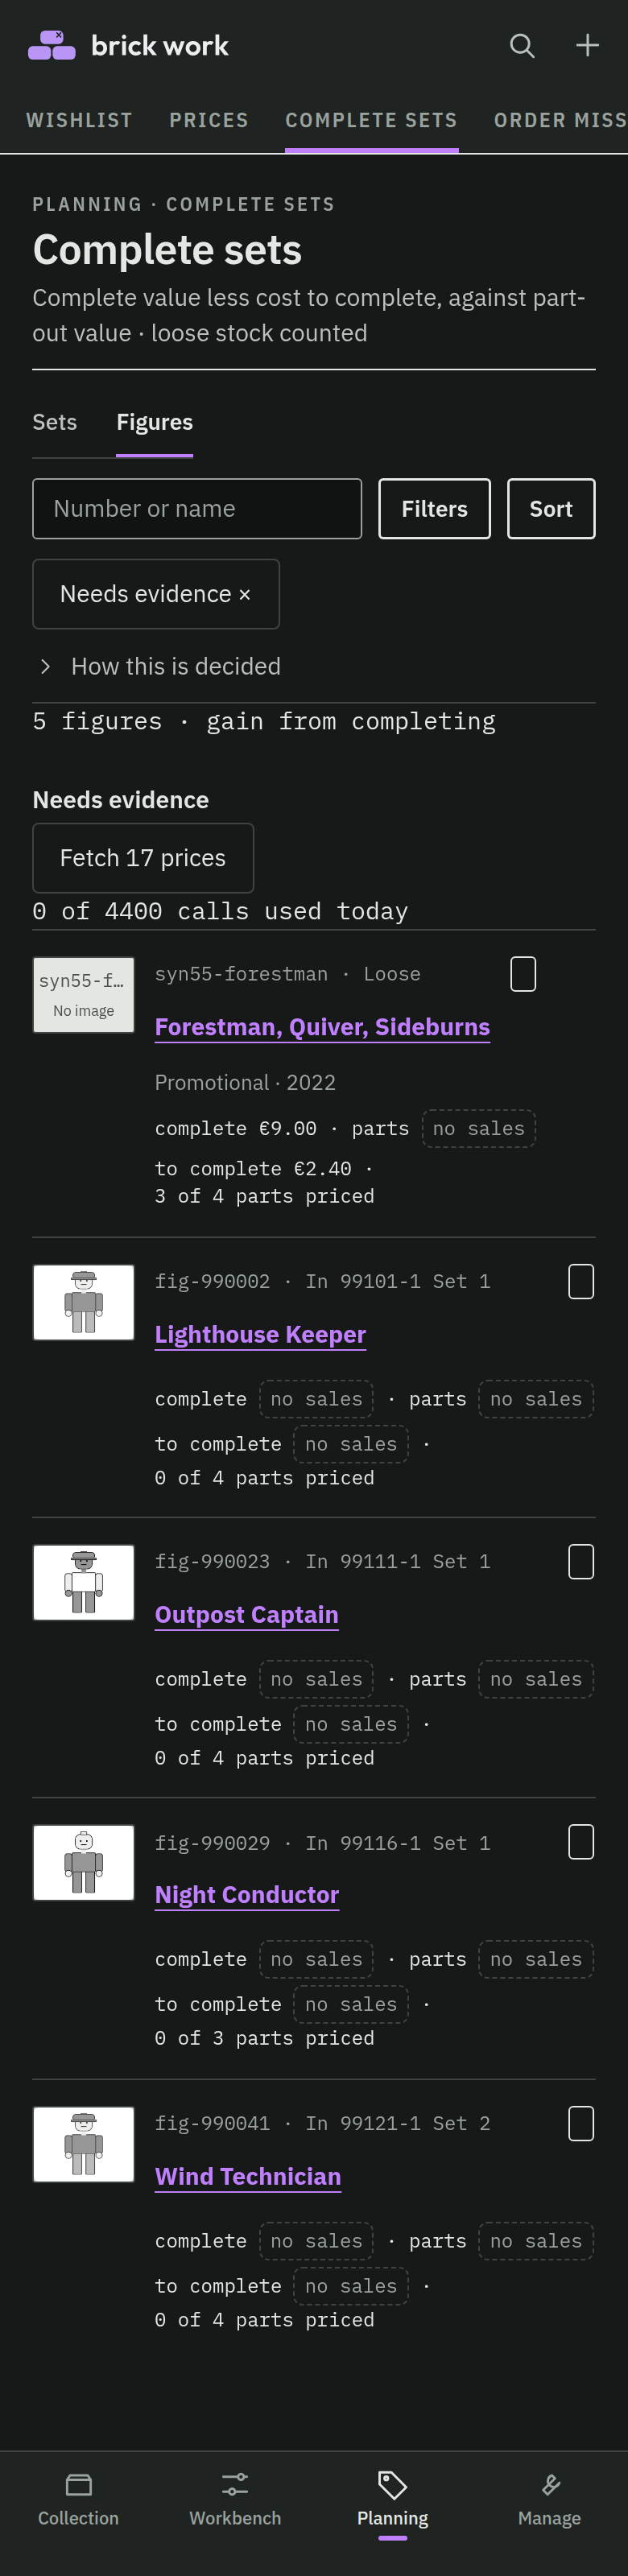 brick work
WISHLIST PRICES COMPLETE SETS ORDER MISS
PLANNING · COMPLETE SETS
Complete sets
Complete value less cost to complete, against part-
out value · loose stock counted
Sets Figures
Number or name Filters Sort
Needs evidence ×
How this is decided
5 figures · gain from completing
Needs evidence
Fetch 17 prices
0 of 4400 calls used today
syn55-f…
No image
syn55-forestman · Loose
Forestman, Quiver, Sideburns
Promotional · 2022
complete €9.00 · parts no sales
to complete €2.40 ·
3 of 4 parts priced
fig-990002 · In 99101-1 Set 1
Lighthouse Keeper
complete no sales · parts no sales
to complete no sales ·
0 of 4 parts priced
fig-990023 · In 99111-1 Set 1
Outpost Captain
complete no sales · parts no sales
to complete no sales ·
0 of 4 parts priced
fig-990029 · In 99116-1 Set 1
Night Conductor
complete no sales · parts no sales
to complete no sales ·
0 of 3 parts priced
fig-990041 · In 99121-1 Set 2
Wind Technician
complete no sales · parts no sales
to complete no sales ·
0 of 4 parts priced
Collection Workbench Planning Manage